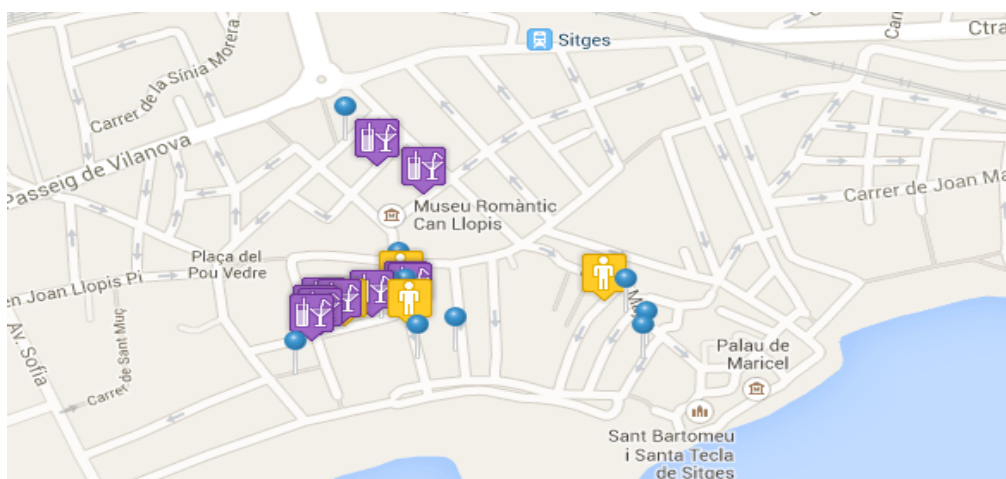 Sitges
Ctra
Can
Carrer de la Sínia Morera
Passeig de Vilanova
Carrer de Joan Ma
Museu Romàntic
Can Llopis
Plaça del
Pou Vedre
en Joan Llopis Pi
Av. Sofia
Carrer de Sant Muç
Palau de
Maricel
Sant Bartomeu
i Santa Tecla
de Sitges